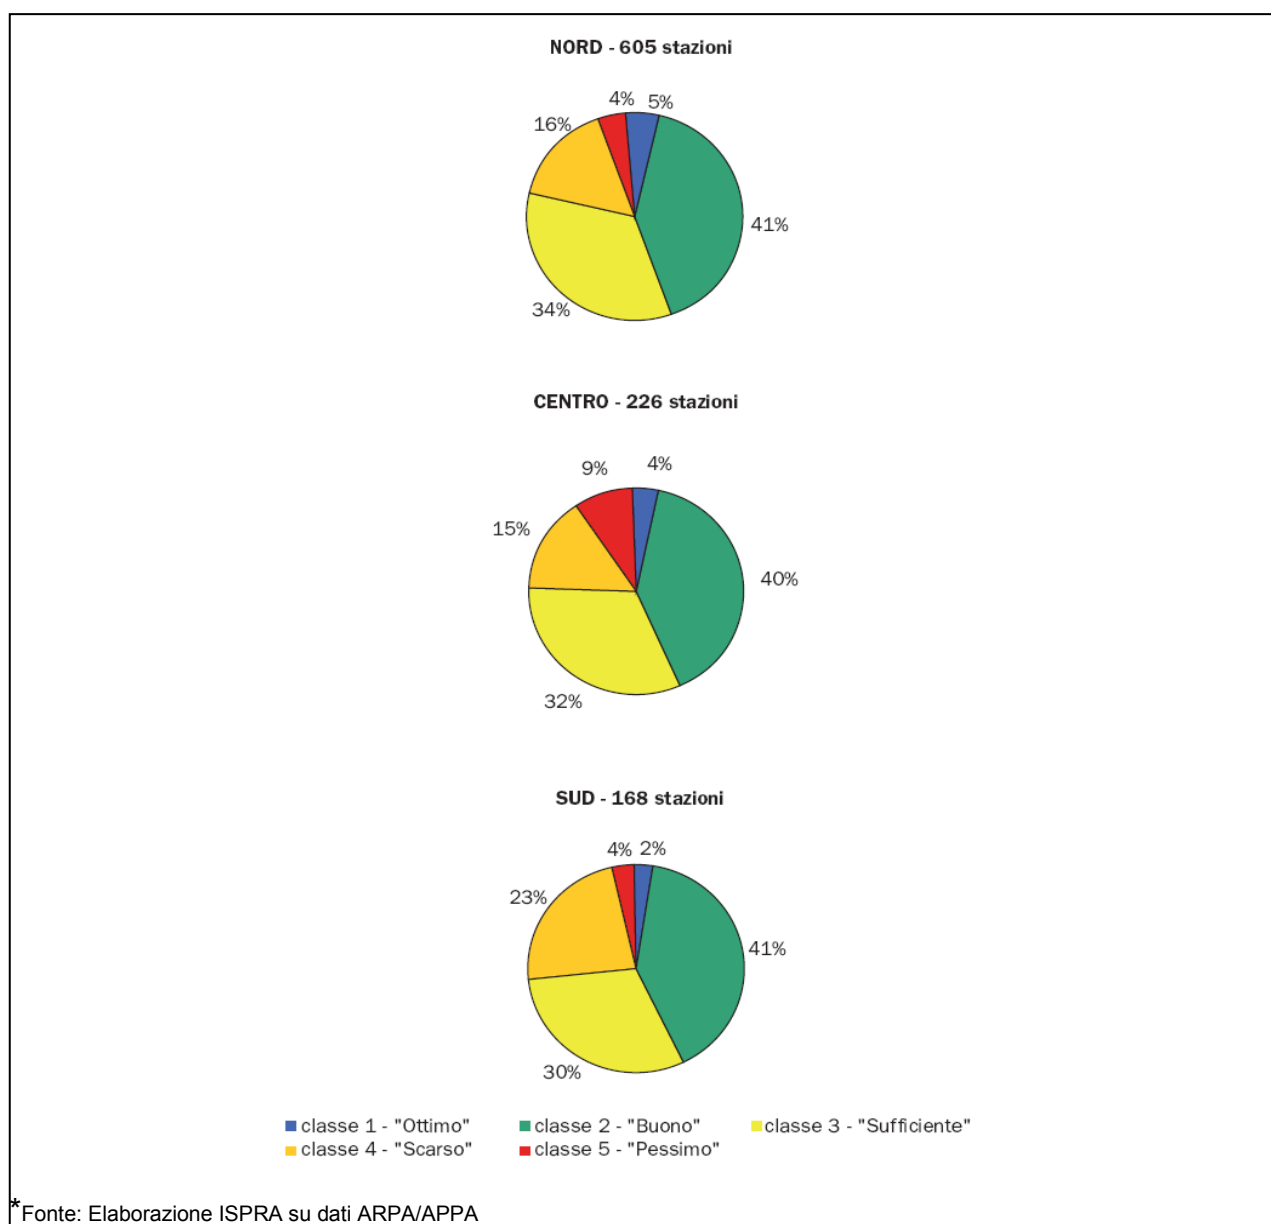 NORD - 605 stazioni
4% 5%
16%
41%
34%
CENTRO - 226 stazioni
9% 4%
15%
40%
32%
SUD - 168 stazioni
4% 2%
23%
41%
30%
classe 1 - "Ottimo" classe 2 - "Buono" classe 3 - "Sufficiente"
classe 4 - "Scarso" classe 5 - "Pessimo"
*Fonte: Elaborazione ISPRA su dati ARPA/APPA